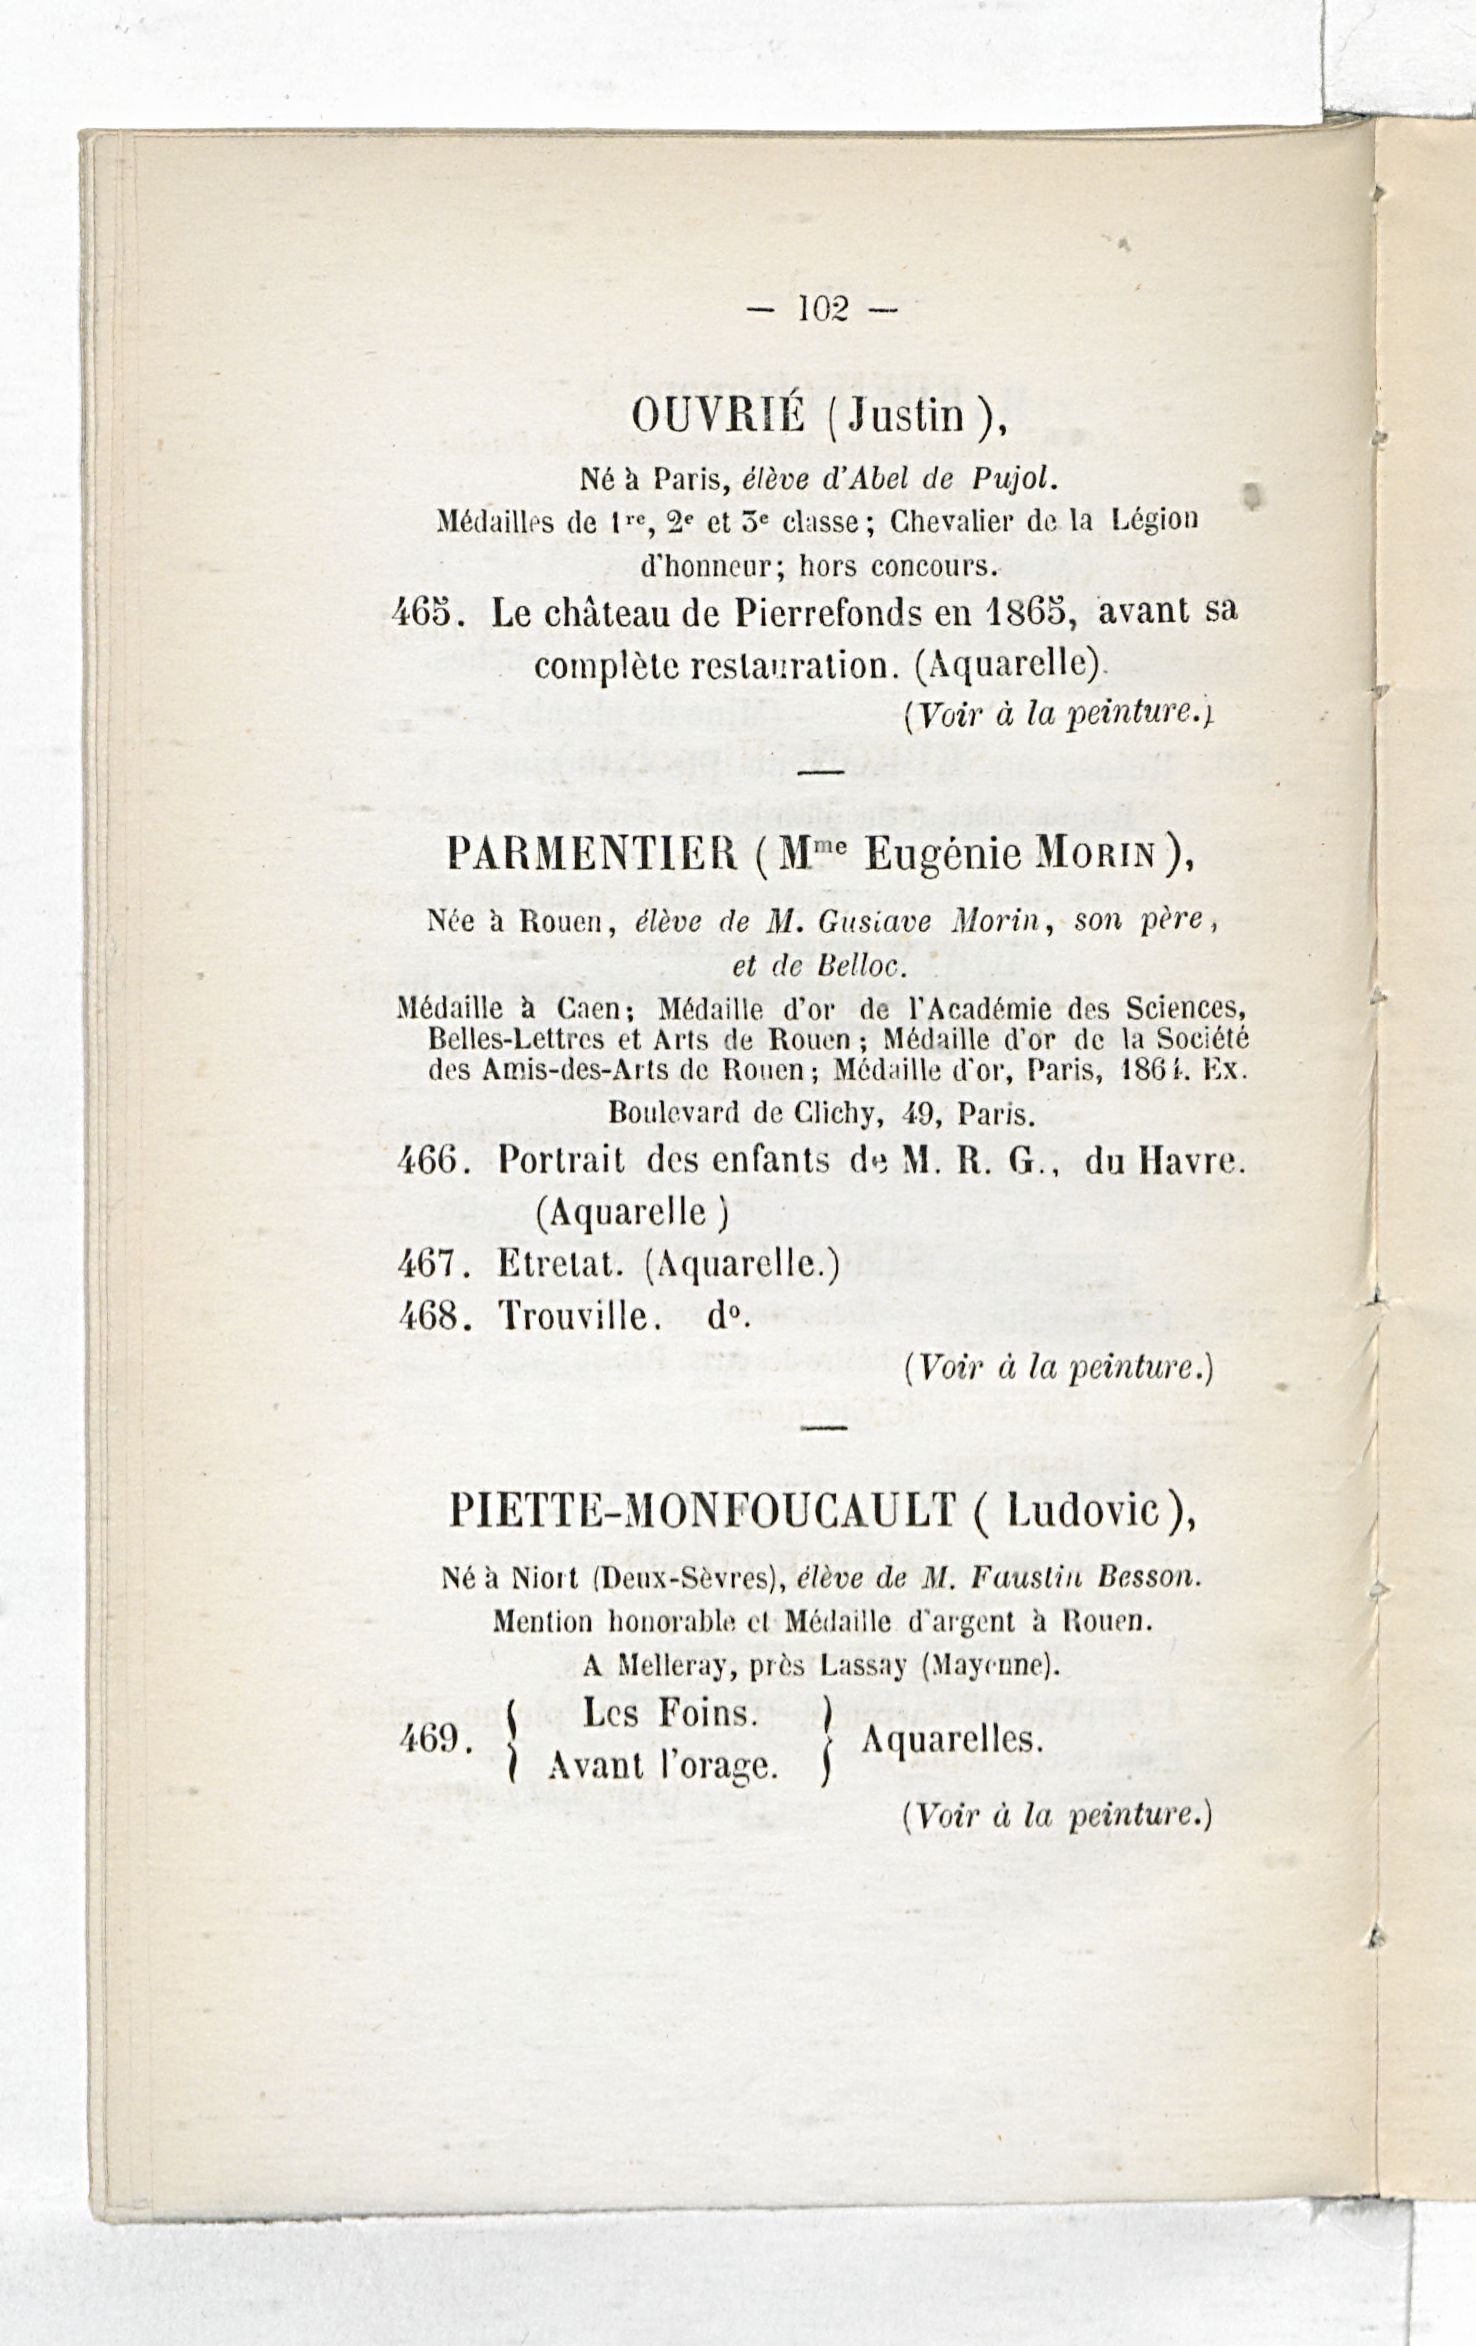 — 102 —
OUVRIÉ (Justin),
Né à Paris, élève d'Abel de Pujol.
Médailles de 1re, 2e et 3e classe; Chevalier de la Légion
d'honneur; hors concours.
465. Le château de Pierrefonds en 1865, avant sa
complète restauration. (Aquarelle).
(Voir à la peinture.)
PARMENTIER (Mme Eugénie MORIN),
Née à Rouen, élève de M. Gustave Morin, son père,
et de Belloc.
Médaille à Caen; Médaille d'or de l'Académie des Sciences,
Belles-Lettres et Arts de Rouen; Médaille d'or de la Société
des Amis-des-Arts de Rouen; Médaille d'or, Paris, 1864. Ex.
Boulevard de Clichy, 49, Paris.
466. Portrait des enfants de M. R. G., du Havre.
(Aquarelle)
467. Etretat. (Aquarelle.)
468. Trouville. do.
(Voir à la peinture.)
PIETTE-MONFOUCAULT (Ludovic),
Né à Niort (Deux-Sèvres), élève de M. Faustin Besson.
Mention honorable et Médaille d'argent à Rouen.
A Melleray, près Lassay (Mayenne).
469. { Les Foins. } Aquarelles.
Avant l'orage.
(Voir à la peinture.)